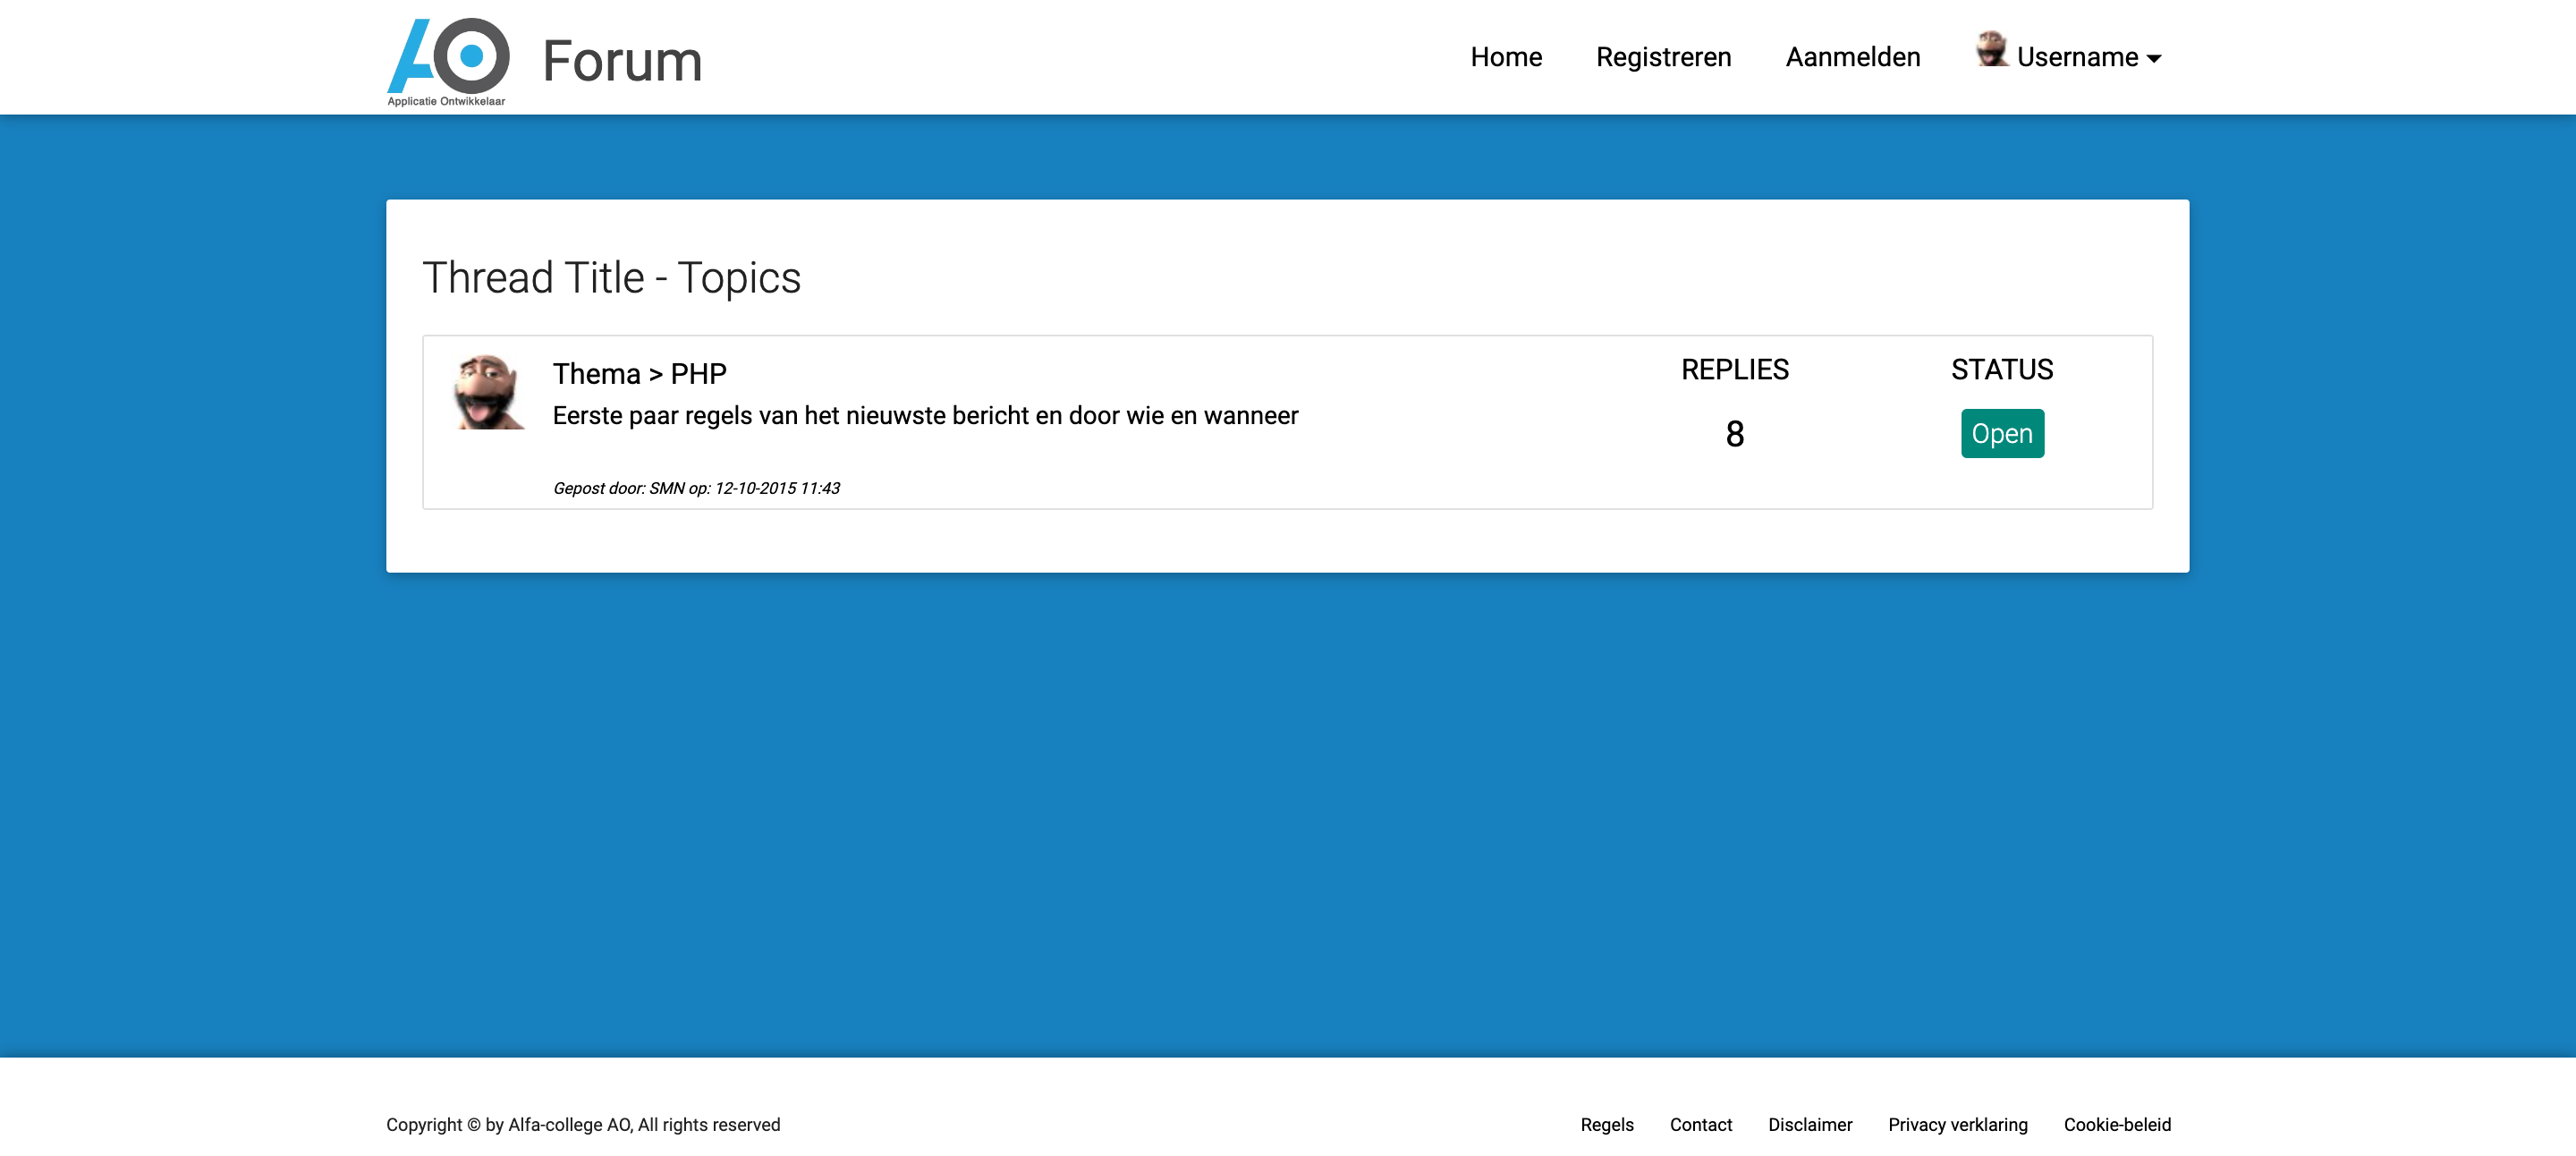 AO Forum
Applicatie Ontwikkelaar
Home Registreren Aanmelden Username
Thread Title - Topics
Thema > PHP
Eerste paar regels van het nieuwste bericht en door wie en wanneer
Gepost door: SMN op: 12-10-2015 11:43
REPLIES
8
STATUS
Open
Copyright © by Alfa-college AO, All rights reserved
Regels Contact Disclaimer Privacy verklaring Cookie-beleid